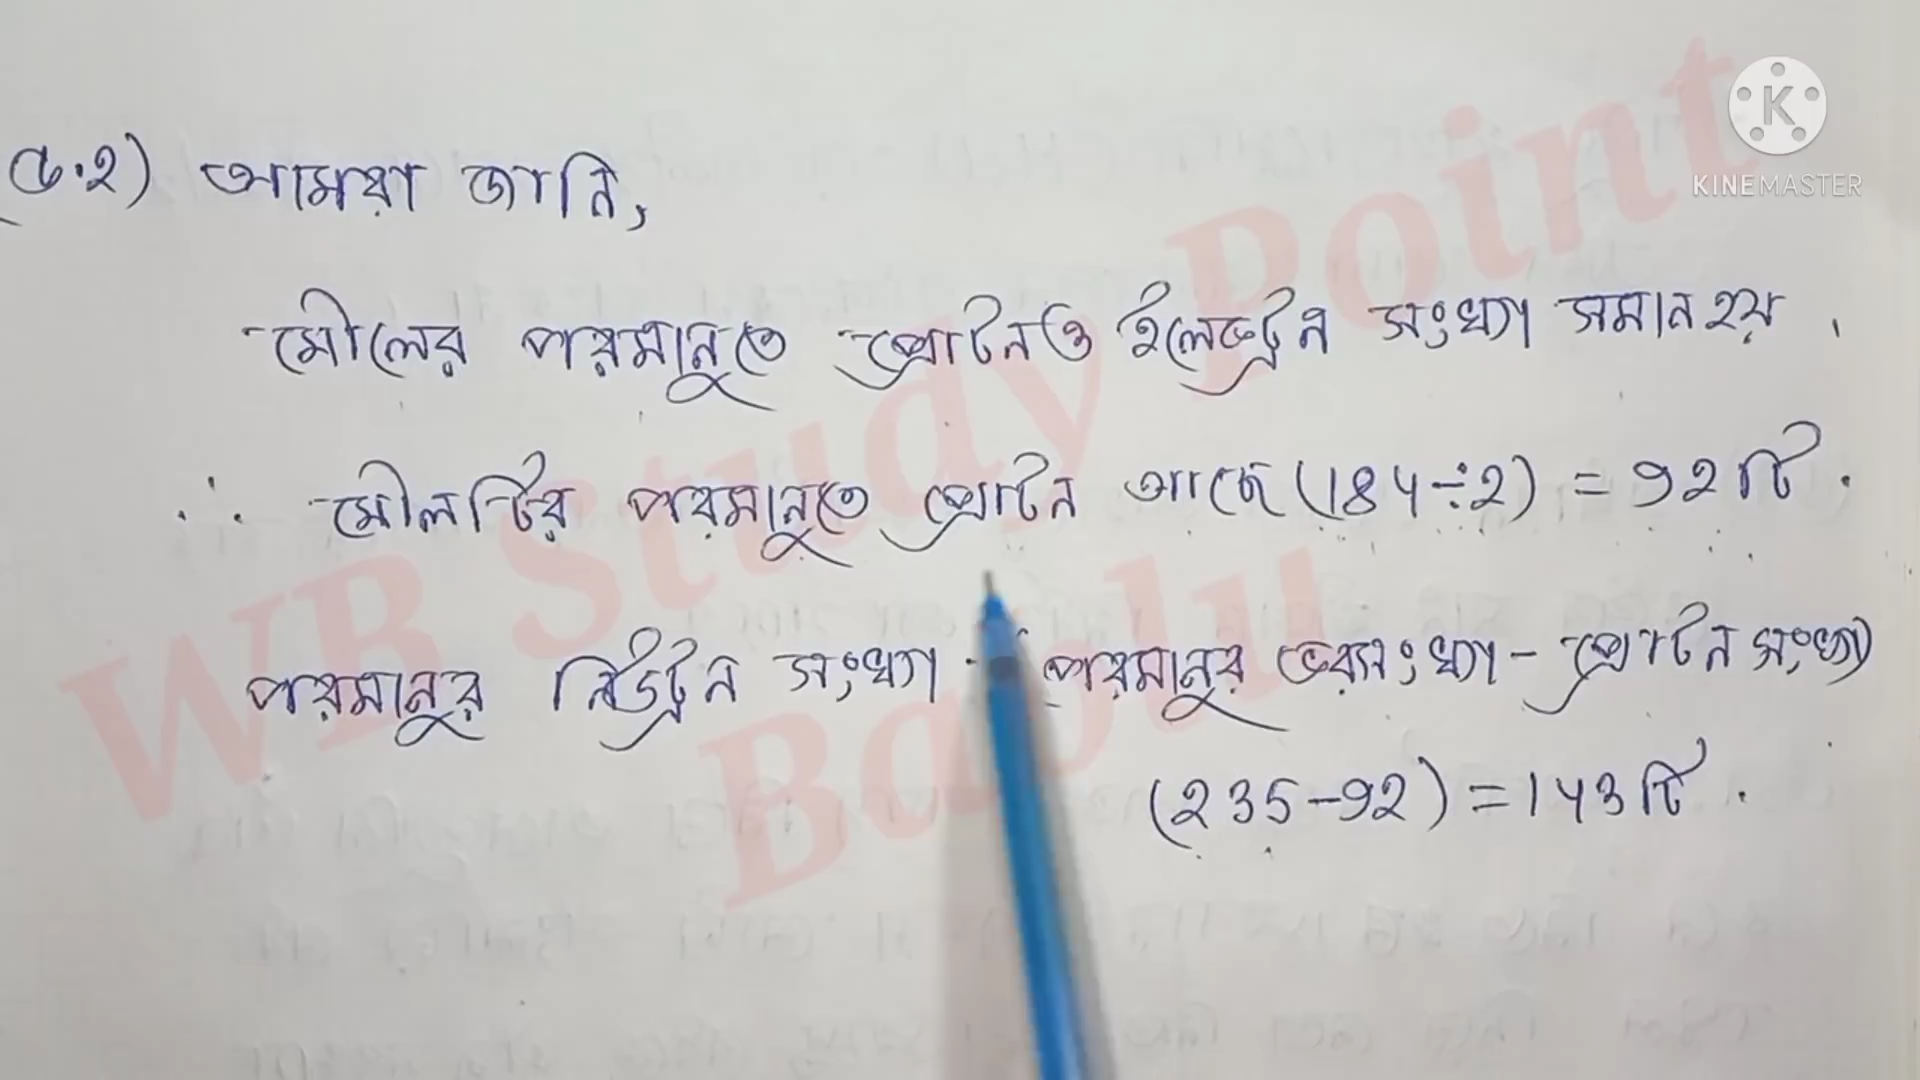 (৫.২) আমরা জানি,
মৌলের পরমানুতে প্রোটন ও ইলেকট্রন সংখ্যা সমান হয়।
∴ মৌলটির পরমানুতে প্রোটন আছে (184÷2) = 92 টি.
পরমানুর নিউট্রন সংখ্যা = পরমানুর ভরসংখ্যা - প্রোটন সংখ্যা
(235-92) = 143 টি.
WB Study Point
Bablu
KINEMASTER